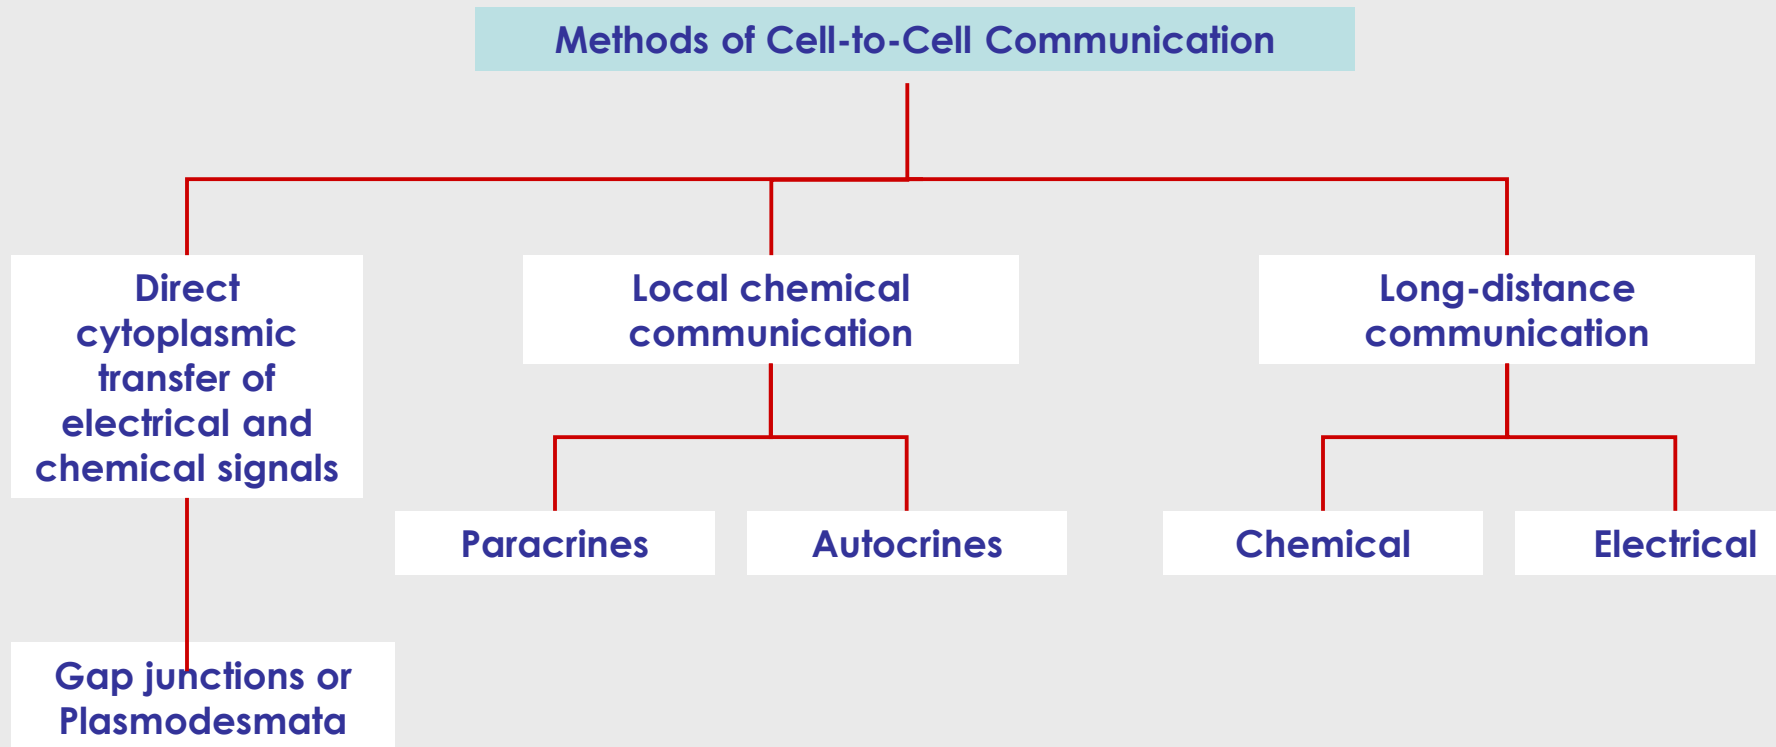 Methods of Cell-to-Cell Communication
Direct
cytoplasmic
transfer of
electrical and
chemical signals
Local chemical
communication
Long-distance
communication
Paracrines
Autocrines
Chemical
Electrical
Gap junctions or
Plasmodesmata